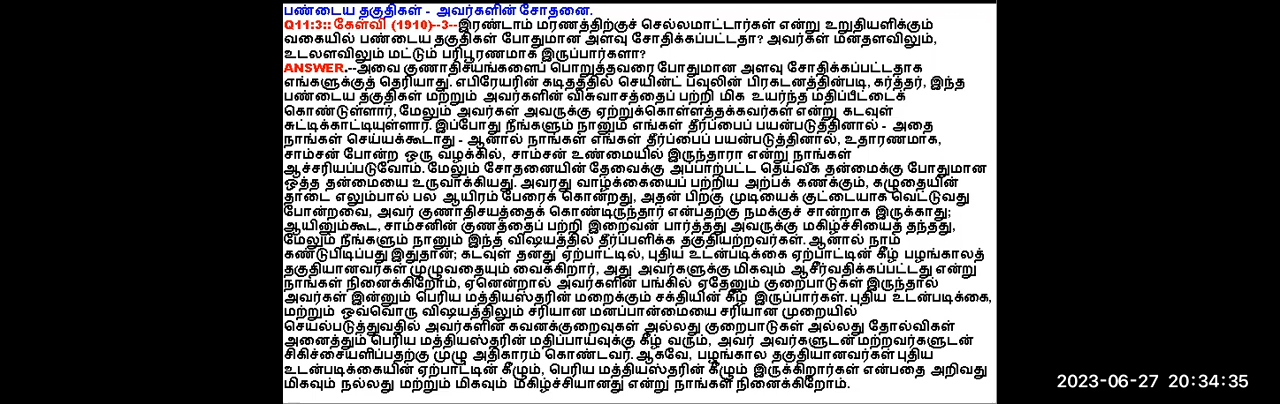 பண்டைய தகுதிகள் - அவர்களின் சோதனை.
Q11:3:: கேள்வி (1910)--3--இரண்டாம் மரணத்திற்குச் செல்லமாட்டார்கள் என்று உறுதியளிக்கும்
வகையில் பண்டைய தகுதிகள் போதுமான அளவு சோதிக்கப்பட்டதா? அவர்கள் மனதளவிலும்,
உடலளவிலும் மட்டும் பரிபூரணமாக இருப்பார்களா?
ANSWER.--அவை குணாதிசயங்களைப் பொறுத்தவரை போதுமான அளவு சோதிக்கப்பட்டதாக
எங்களுக்குத் தெரியாது. எபிரேயரின் கடிதத்தில் செயின்ட் பவுலின் பிரகடனத்தின்படி, கர்த்தர், இந்த
பண்டைய தகுதிகள் மற்றும் அவர்களின் விசுவாசத்தைப் பற்றி மிக உயர்ந்த மதிப்பீட்டைக்
கொண்டுள்ளார், மேலும் அவர்கள் அவருக்கு ஏற்றுக்கொள்ளத்தக்கவர்கள் என்று கடவுள்
சுட்டிக்காட்டியுள்ளார். இப்போது நீங்களும் நானும் எங்கள் தீர்ப்பைப் பயன்படுத்தினால் - அதை
நாங்கள் செய்யக்கூடாது - ஆனால் நாங்கள் எங்கள் தீர்ப்பைப் பயன்படுத்தினால், உதாரணமாக,
சாம்சன் போன்ற ஒரு வழக்கில், சாம்சன் உண்மையில் இருந்தாரா என்று நாங்கள்
ஆச்சரியப்படுவோம். மேலும் சோதனையின் தேவைக்கு அப்பாற்பட்ட தெய்வீக தன்மைக்கு போதுமான
ஒத்த தன்மையை உருவாக்கியது. அவரது வாழ்க்கையைப் பற்றிய அற்பக் கணக்கும், கழுதையின்
தாடை எலும்பால் பல ஆயிரம் பேரைக் கொன்றது, அதன் பிறகு முடியைக் குட்டையாக வெட்டுவது
போன்றவை, அவர் குணாதிசயத்தைக் கொண்டிருந்தார் என்பதற்கு நமக்குச் சான்றாக இருக்காது;
ஆயினும்கூட, சாம்சனின் குணத்தைப் பற்றி இறைவன் பார்த்தது அவருக்கு மகிழ்ச்சியைத் தந்தது,
மேலும் நீங்களும் நானும் இந்த விஷயத்தில் தீர்ப்பளிக்க தகுதியற்றவர்கள். ஆனால் நாம்
கண்டுபிடிப்பது இதுதான்; கடவுள் தனது ஏற்பாட்டில், புதிய உடன்படிக்கை ஏற்பாட்டின் கீழ் பழங்காலத்
தகுதியானவர்கள் முழுவதையும் வைக்கிறார், அது அவர்களுக்கு மிகவும் ஆசீர்வதிக்கப்பட்டது என்று
நாங்கள் நினைக்கிறோம், ஏனென்றால் அவர்களின் பங்கில் ஏதேனும் குறைபாடுகள் இருந்தால்
அவர்கள் இன்னும் பெரிய மத்தியஸ்தரின் மறைக்கும் சக்தியின் கீழ் இருப்பார்கள். புதிய உடன்படிக்கை,
மற்றும் ஒவ்வொரு விஷயத்திலும் சரியான மனப்பான்மையை சரியான முறையில்
செயல்படுத்துவதில் அவர்களின் கவனக்குறைவுகள் அல்லது குறைபாடுகள் அல்லது தோல்விகள்
அனைத்தும் பெரிய மத்தியஸ்தரின் மதிப்பாய்வுக்கு கீழ் வரும், அவர் அவர்களுடன் மற்றவர்களுடன்
சிகிச்சையளிப்பதற்கு முழு அதிகாரம் கொண்டவர். ஆகவே, பழங்கால தகுதியானவர்கள் புதிய
உடன்படிக்கையின் ஏற்பாட்டின் கீழும், பெரிய மத்தியஸ்தரின் கீழும் இருக்கிறார்கள் என்பதை அறிவது
மிகவும் நல்லது மற்றும் மிகவும் மகிழ்ச்சியானது என்று நாங்கள் நினைக்கிறோம்.
2023-06-27 20:34:35